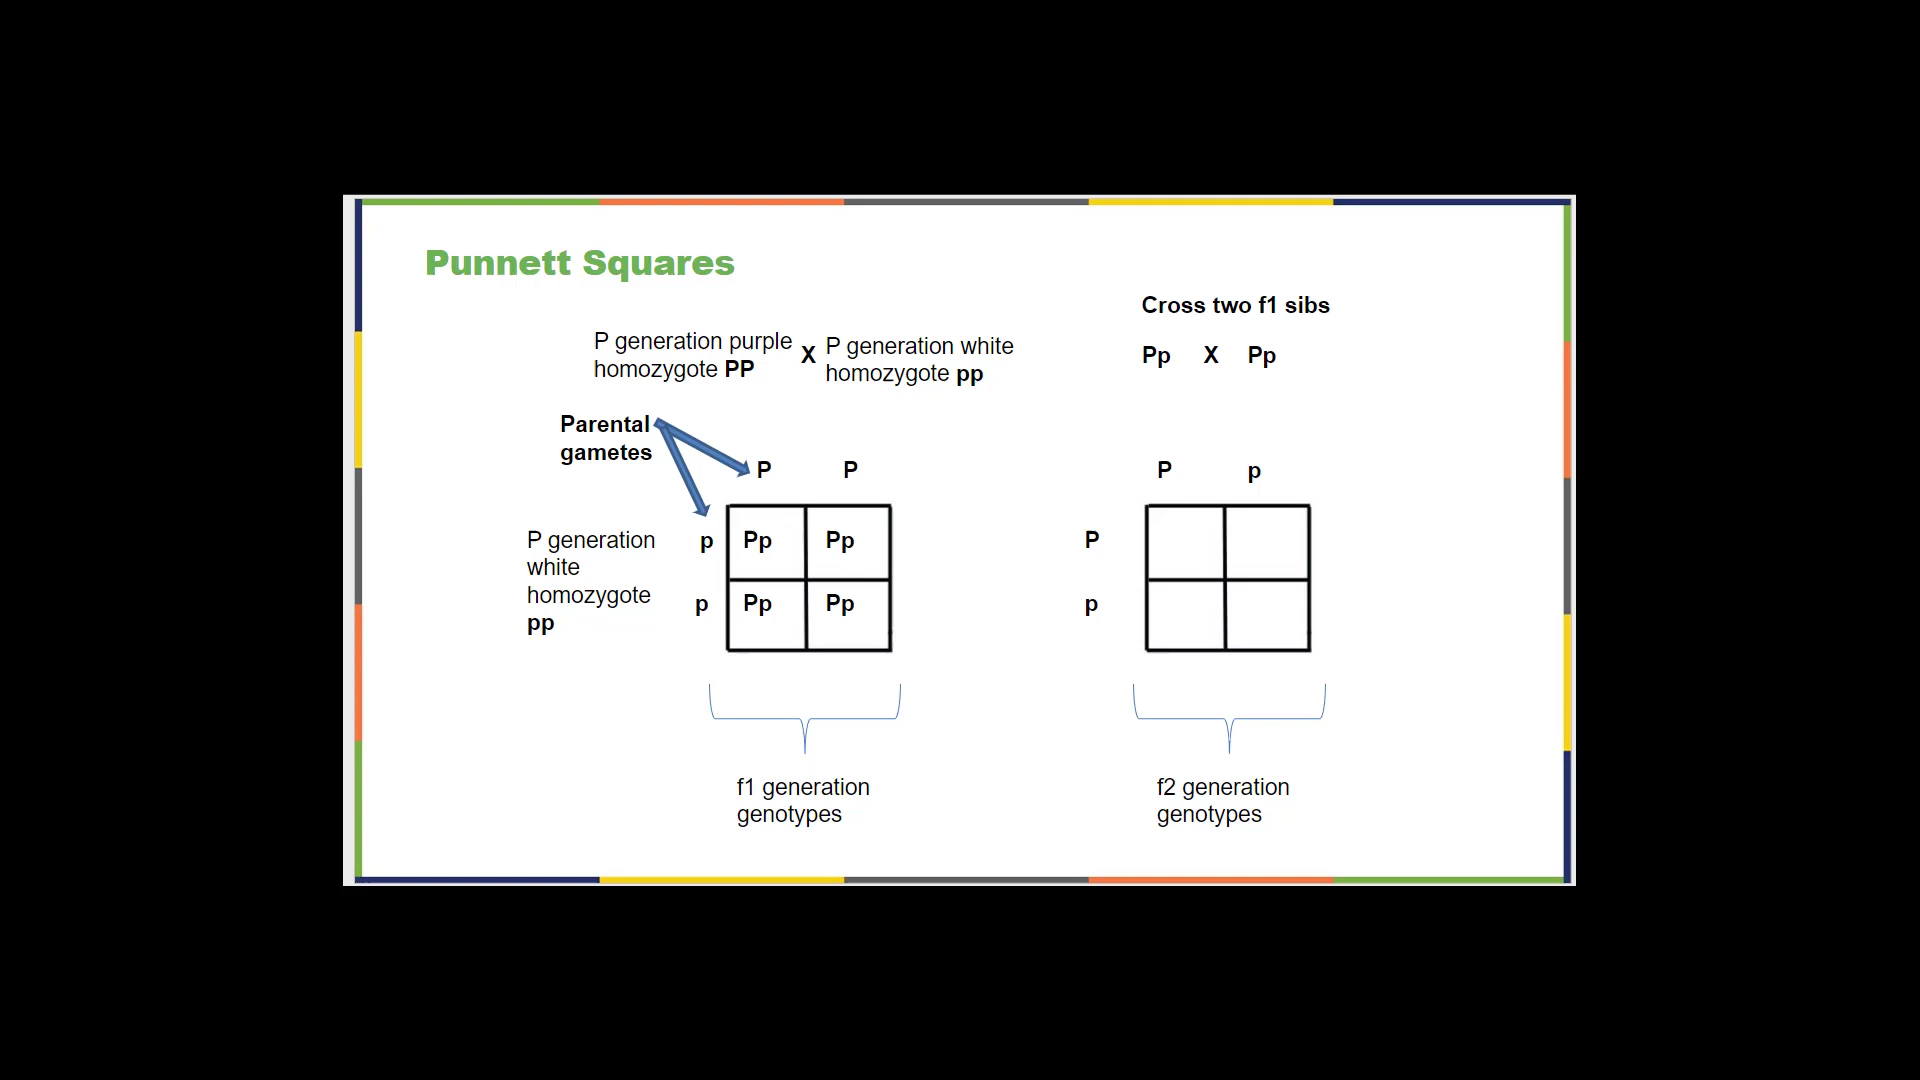 Punnett Squares
P generation purple
homozygote PP
X
P generation white
homozygote pp
Parental
gametes
P P
P generation
white
homozygote
pp
p Pp Pp
p Pp Pp
f1 generation
genotypes
Cross two f1 sibs
Pp X Pp
P p
P
p
f2 generation
genotypes